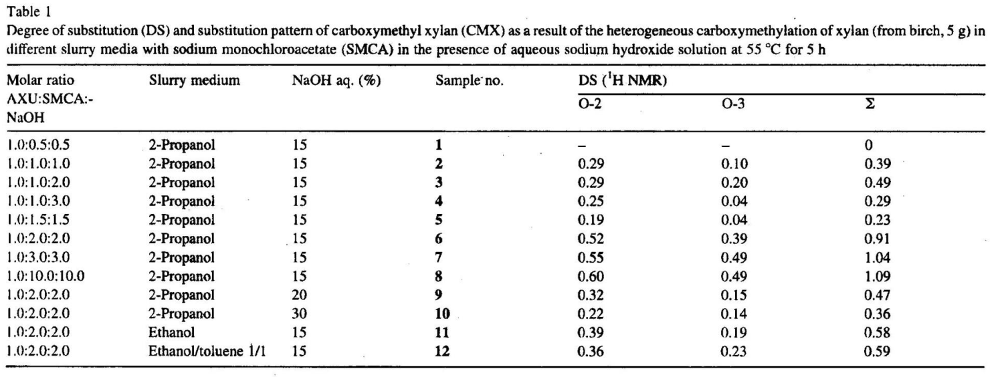 Table 1
Degree of substitution (DS) and substitution pattern of carboxymethyl xylan (CMX) as a result of the heterogeneous carboxymethylation of xylan (from birch, 5 g) in
different slurry media with sodium monochloroacetate (SMCA) in the presence of aqueous sodium hydroxide solution at 55 °C for 5 h
Molar ratio Slurry medium NaOH aq. (%) Sample no. DS (¹H NMR)
AXU:SMCA:- O-2 O-3 Σ
NaOH
1.0:0.5:0.5 2-Propanol 15 1 – – 0
1.0:1.0:1.0 2-Propanol 15 2 0.29 0.10 0.39
1.0:1.0:2.0 2-Propanol 15 3 0.29 0.20 0.49
1.0:1.0:3.0 2-Propanol 15 4 0.25 0.04 0.29
1.0:1.5:1.5 2-Propanol 15 5 0.19 0.04 0.23
1.0:2.0:2.0 2-Propanol 15 6 0.52 0.39 0.91
1.0:3.0:3.0 2-Propanol 15 7 0.55 0.49 1.04
1.0:10.0:10.0 2-Propanol 15 8 0.60 0.49 1.09
1.0:2.0:2.0 2-Propanol 20 9 0.32 0.15 0.47
1.0:2.0:2.0 2-Propanol 30 10 0.22 0.14 0.36
1.0:2.0:2.0 Ethanol 15 11 0.39 0.19 0.58
1.0:2.0:2.0 Ethanol/toluene 1/1 15 12 0.36 0.23 0.59